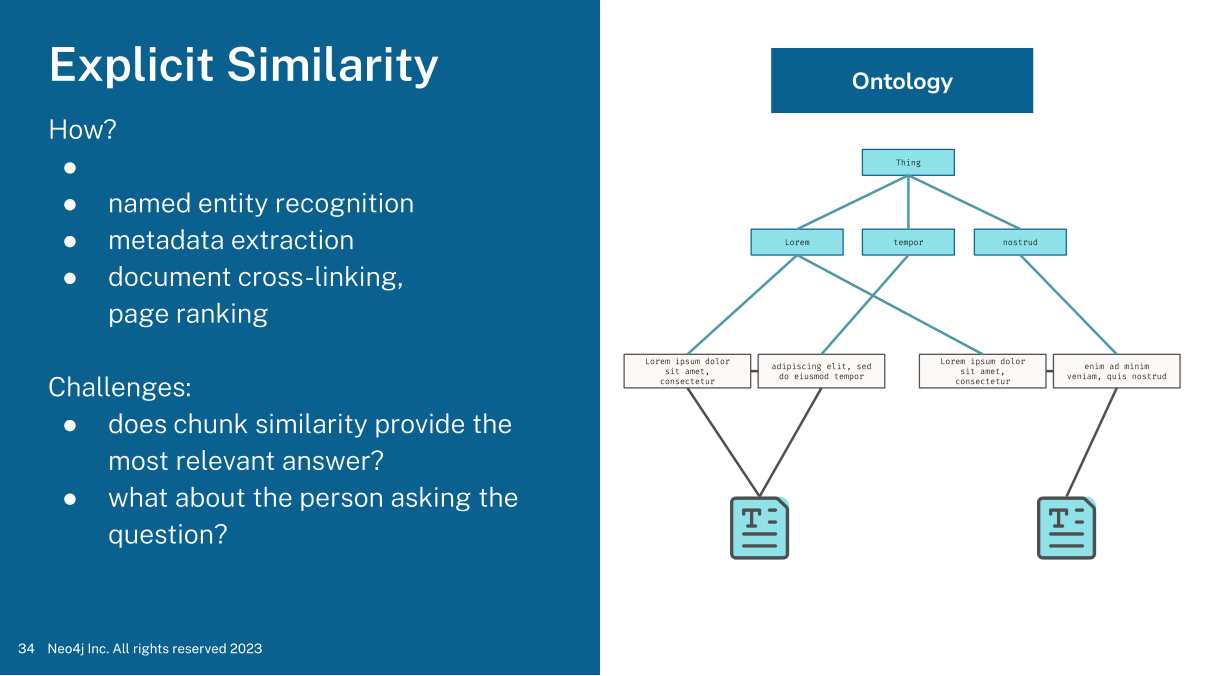 Explicit Similarity
How?
●
● named entity recognition
● metadata extraction
● document cross-linking,
page ranking
Challenges:
● does chunk similarity provide the
most relevant answer?
● what about the person asking the
question?
34 Neo4j Inc. All rights reserved 2023
Ontology
Thing
Lorem
tempor
nostrud
Lorem ipsum dolor
sit amet,
consectetur
adipiscing elit, sed
do eiusmod tempor
Lorem ipsum dolor
sit amet,
consectetur
enim ad minim
veniam, quis nostrud
T
T